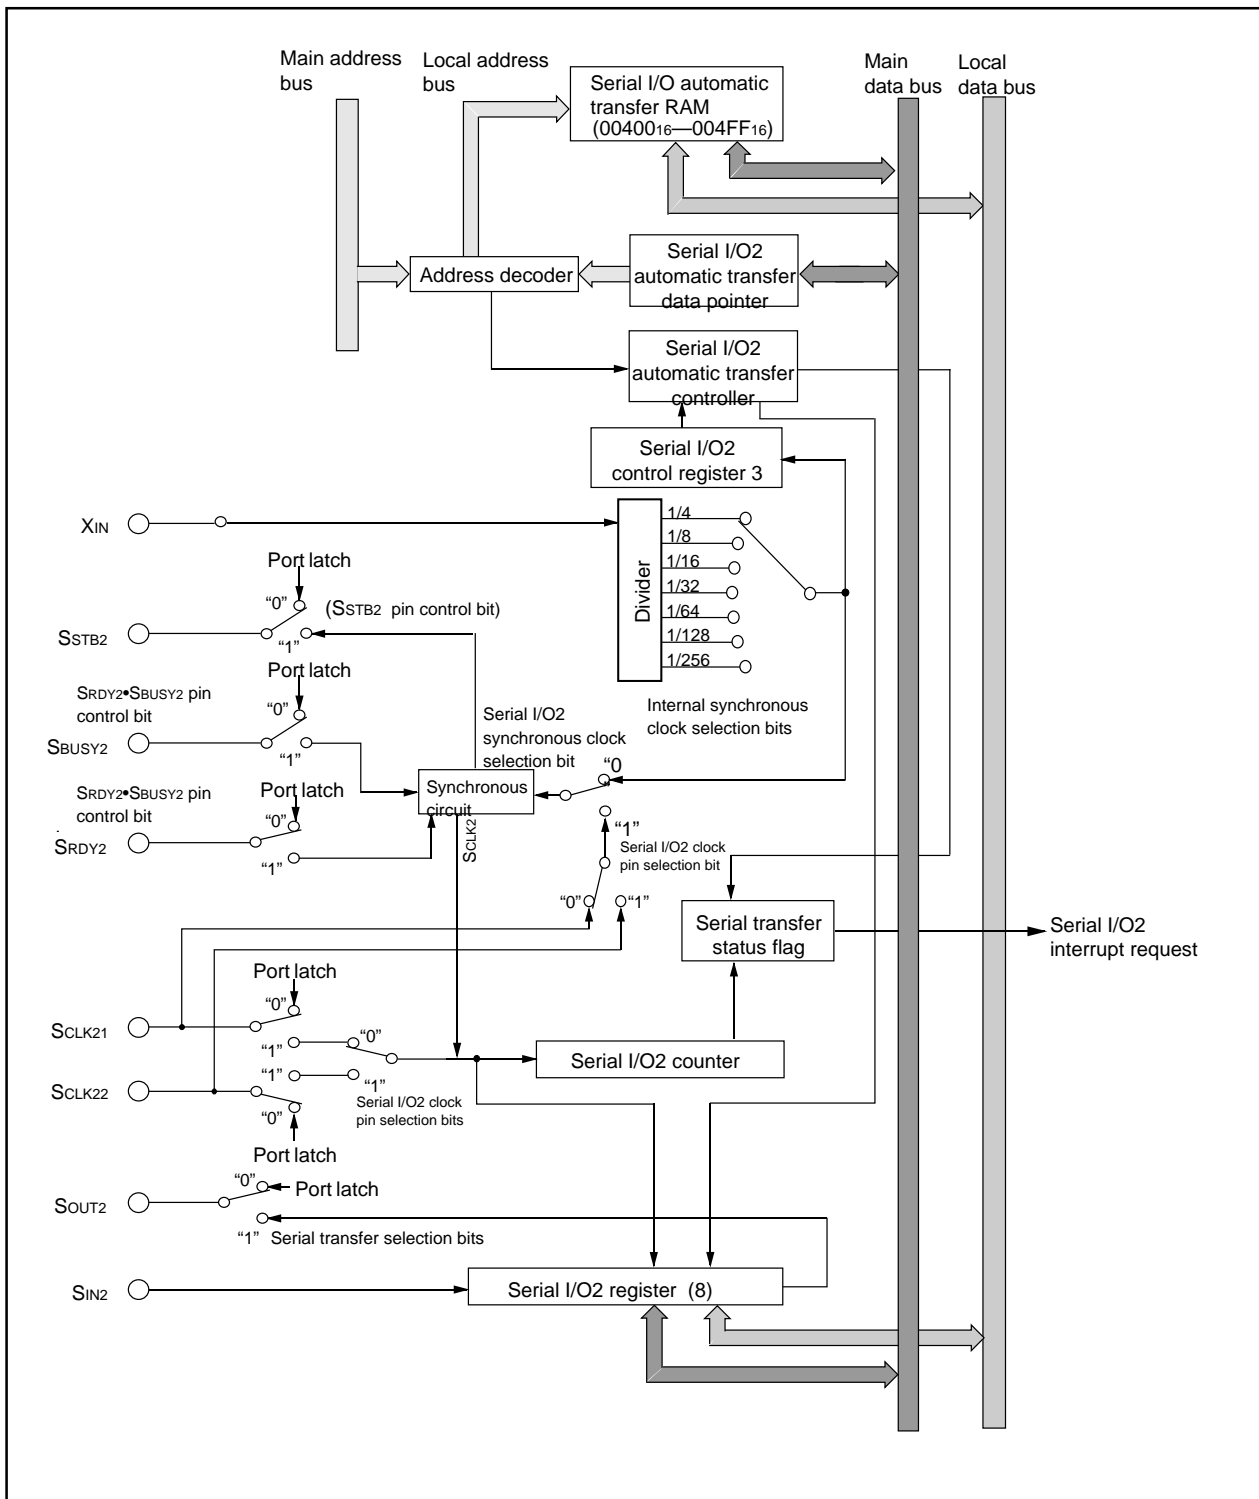 Main address
bus
Local address
bus
Serial I/O automatic
transfer RAM
(0040016—004FF16)
Main
data bus
Local
data bus
Address decoder
Serial I/O2
automatic transfer
data pointer
Serial I/O2
automatic transfer
controller
Serial I/O2
control register 3
XIN
Divider
1/4
1/8
1/16
1/32
1/64
1/128
1/256
Internal synchronous
clock selection bits
Port latch
“0”
(SSTB2 pin control bit)
SSTB2
“1”
Port latch
SRDY2•SBUSY2 pin
control bit
“0”
SBUSY2
“1”
Serial I/O2
synchronous clock
selection bit
“0
Synchronous
circuit
SRDY2•SBUSY2 pin
control bit
Port latch
“0”
SRDY2
“1”
SCLK2
“1”
Serial I/O2 clock
pin selection bit
“0”
“1”
Serial transfer
status flag
Serial I/O2
interrupt request
Port latch
“0”
SCLK21
“1”
“0”
Serial I/O2 counter
“1”
“1”
SCLK22
Serial I/O2 clock
pin selection bits
“0”
Port latch
“0”
Port latch
SOUT2
“1” Serial transfer selection bits
SIN2
Serial I/O2 register (8)